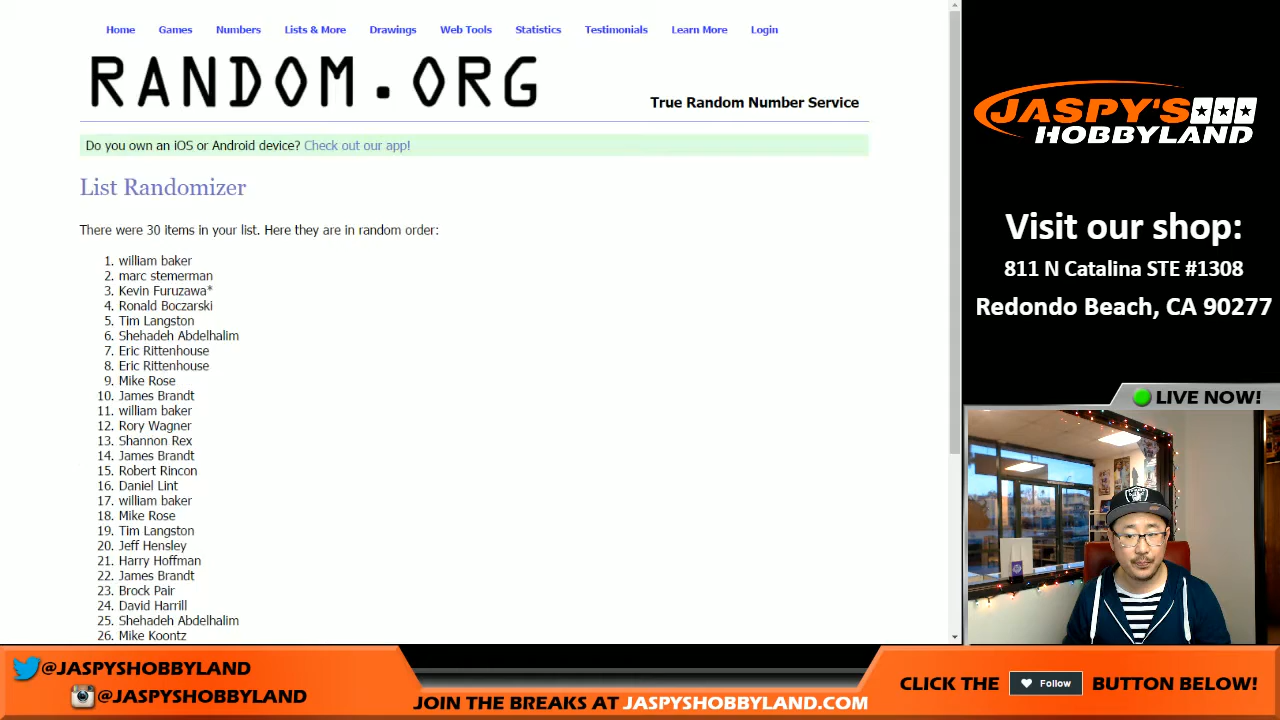 Home Games Numbers Lists & More Drawings Web Tools Statistics Testimonials Learn More Login
RANDOM.ORG
True Random Number Service
Do you own an iOS or Android device? Check out our app!
List Randomizer
There were 30 items in your list. Here they are in random order:
1. william baker
2. marc stemerman
3. Kevin Furuzawa*
4. Ronald Boczarski
5. Tim Langston
6. Shehadeh Abdelhalim
7. Eric Rittenhouse
8. Eric Rittenhouse
9. Mike Rose
10. James Brandt
11. william baker
12. Rory Wagner
13. Shannon Rex
14. James Brandt
15. Robert Rincon
16. Daniel Lint
17. william baker
18. Mike Rose
19. Tim Langston
20. Jeff Hensley
21. Harry Hoffman
22. James Brandt
23. Brock Pair
24. David Harrill
25. Shehadeh Abdelhalim
26. Mike Koontz
JASPY'S
HOBBYLAND
Visit our shop:
811 N Catalina STE #1308
Redondo Beach, CA 90277
LIVE NOW!
@JASPYSHOBBYLAND
@JASPYSHOBBYLAND
JOIN THE BREAKS AT JASPYSHOBBYLAND.COM
CLICK THE Follow BUTTON BELOW!